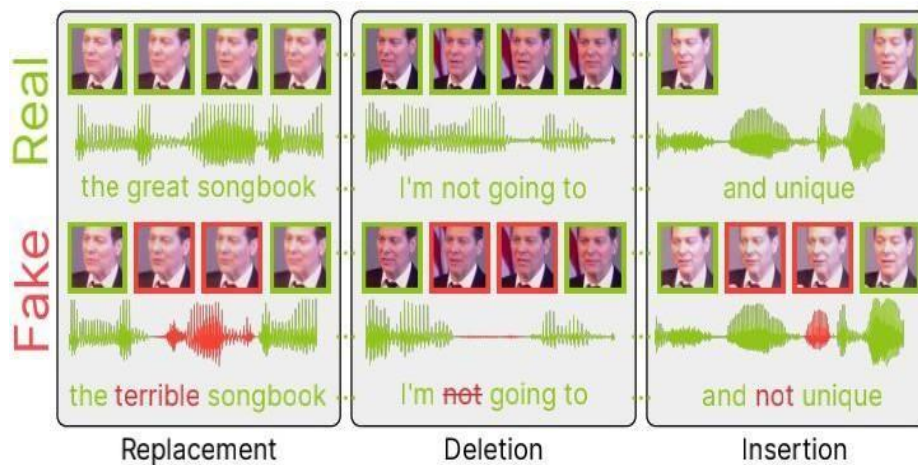 Real
the great songbook
I'm not going to
and unique
Fake
the terrible songbook
I'm not going to
and not unique
Replacement
Deletion
Insertion